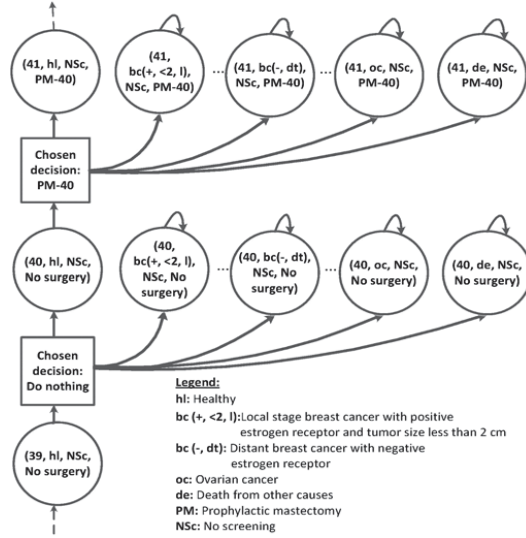 (41, hl, NSc,
PM-40)
(41,
bc(+, <2, l),
NSc, PM-40)
...
(41, bc(-, dt),
NSc, PM-40)
...
(41, oc, NSc,
PM-40)
(41, de, NSc,
PM-40)
Chosen
decision:
PM-40
(40, hl, NSc,
No surgery)
(40,
bc(+, <2, l),
NSc, No
surgery)
...
(40, bc(-, dt),
NSc, No
surgery)
...
(40, oc, NSc,
No surgery)
(40, de, NSc,
No surgery)
Chosen
decision:
Do nothing
(39, hl, NSc,
No surgery)
Legend:
hl: Healthy
bc (+, <2, l):Local stage breast cancer with positive
estrogen receptor and tumor size less than 2 cm
bc (-, dt): Distant breast cancer with negative
estrogen receptor
oc: Ovarian cancer
de: Death from other causes
PM: Prophylactic mastectomy
NSc: No screening